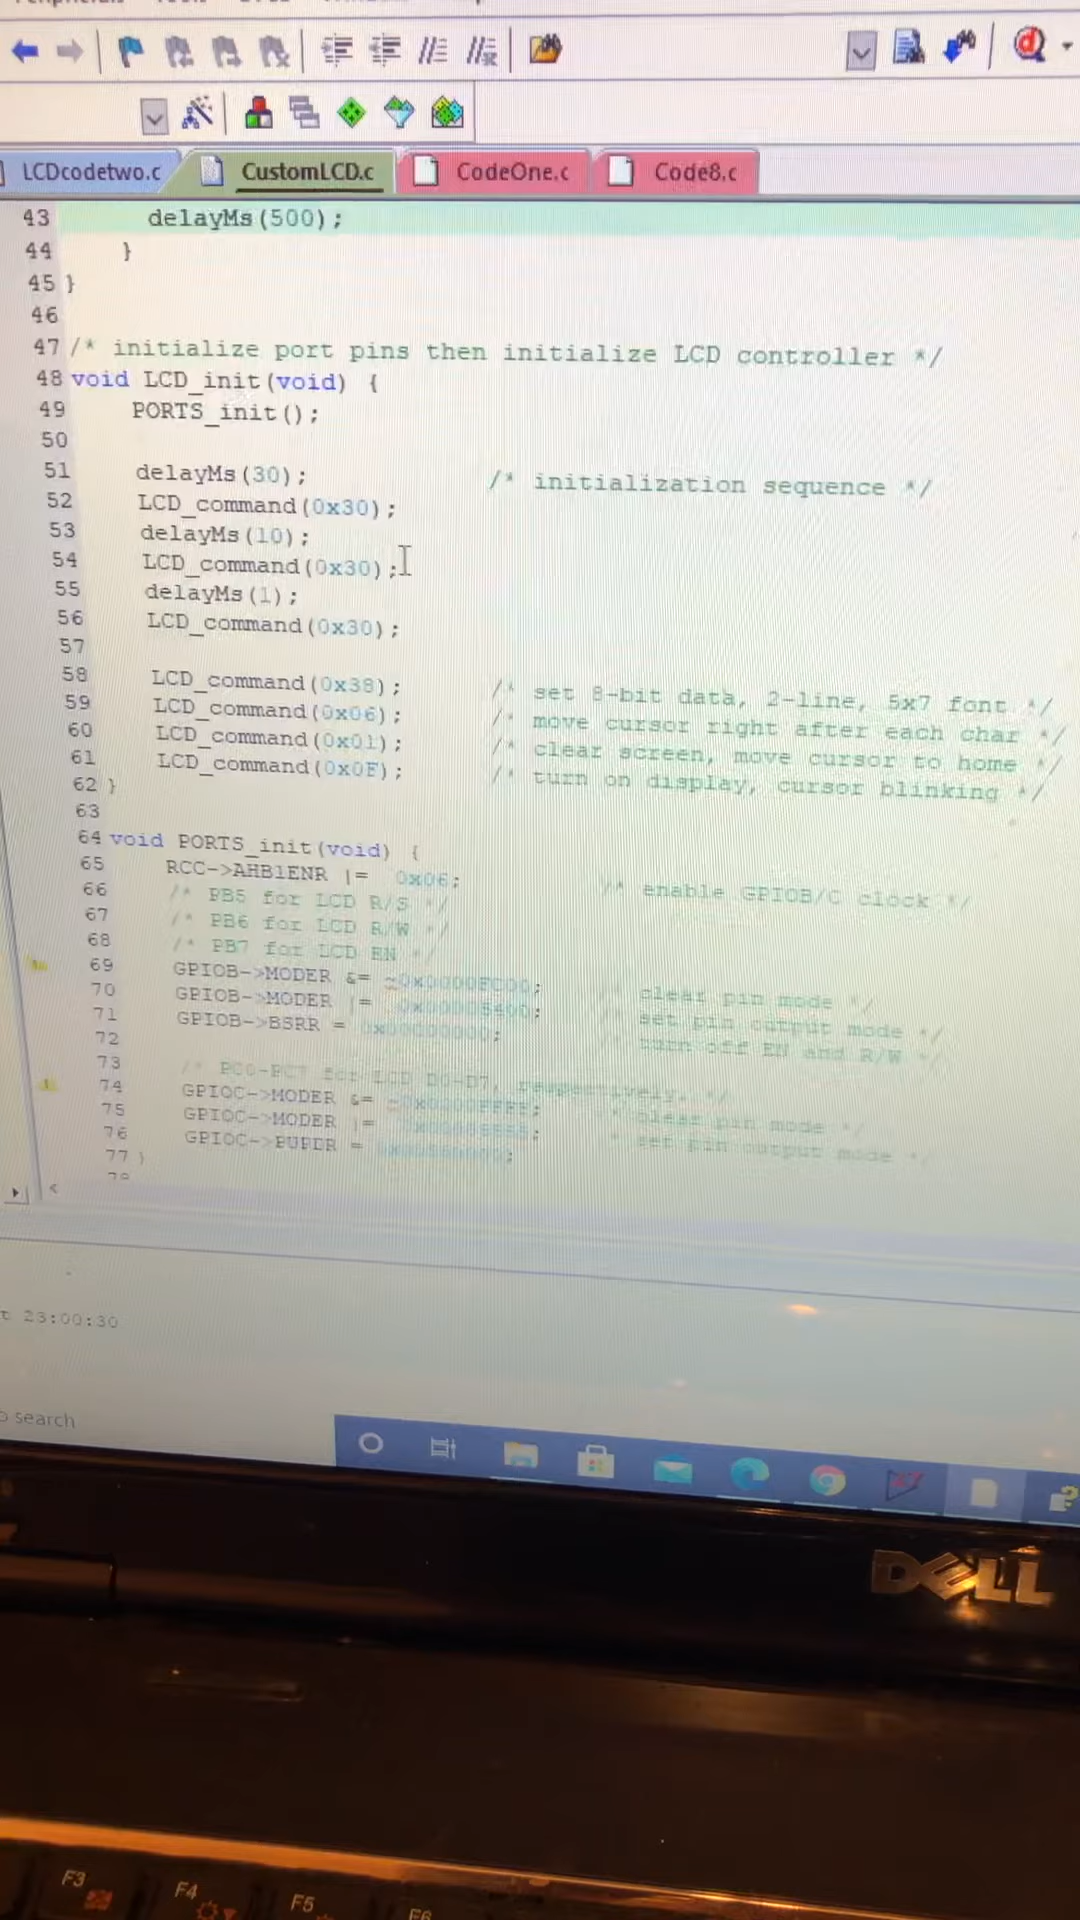 LCDcodetwo.c CustomLCD.c CodeOne.c Code8.c
43 delayMs(500);
44 }
45 }
46
47 /* initialize port pins then initialize LCD controller */
48 void LCD_init(void) {
49 PORTS_init();
50
51 delayMs(30); /* initialization sequence */
52 LCD_command(0x30);
53 delayMs(10);
54 LCD_command(0x30);
55 delayMs(1);
56 LCD_command(0x30);
57
58 LCD_command(0x38); /* set 8-bit data, 2-line, 5x7 font */
59 LCD_command(0x06); /* move cursor right after each char */
60 LCD_command(0x01); /* clear screen, move cursor to home */
61 LCD_command(0x0F); /* turn on display, cursor blinking */
62 }
63
64 void PORTS_init(void) {
65 RCC->AHB1ENR |= 0x06; /* enable GPIOB/C clock */
66 /* PB5 for LCD R/S */
67 /* PB6 for LCD R/W */
68 /* PB7 for LCD EN */
69 GPIOB->MODER &= ~0x0000FC00; /* clear pin mode */
70 GPIOB->MODER |= 0x00005400; /* set pin output mode */
71 GPIOB->BSRR = /* turn off EN and R/W */
72
73 /* PC0-PC7 for LCD D0-D7, respectively. */
74 GPIOC->MODER &= ~0x0000FFFF; /* clear pin mode */
75 GPIOC->MODER |= 0x00005555; /* set pin output mode */
76 GPIOC->PUPDR =
77 }
78
23:00:30
search
DELL
F3 F4 F5 F6